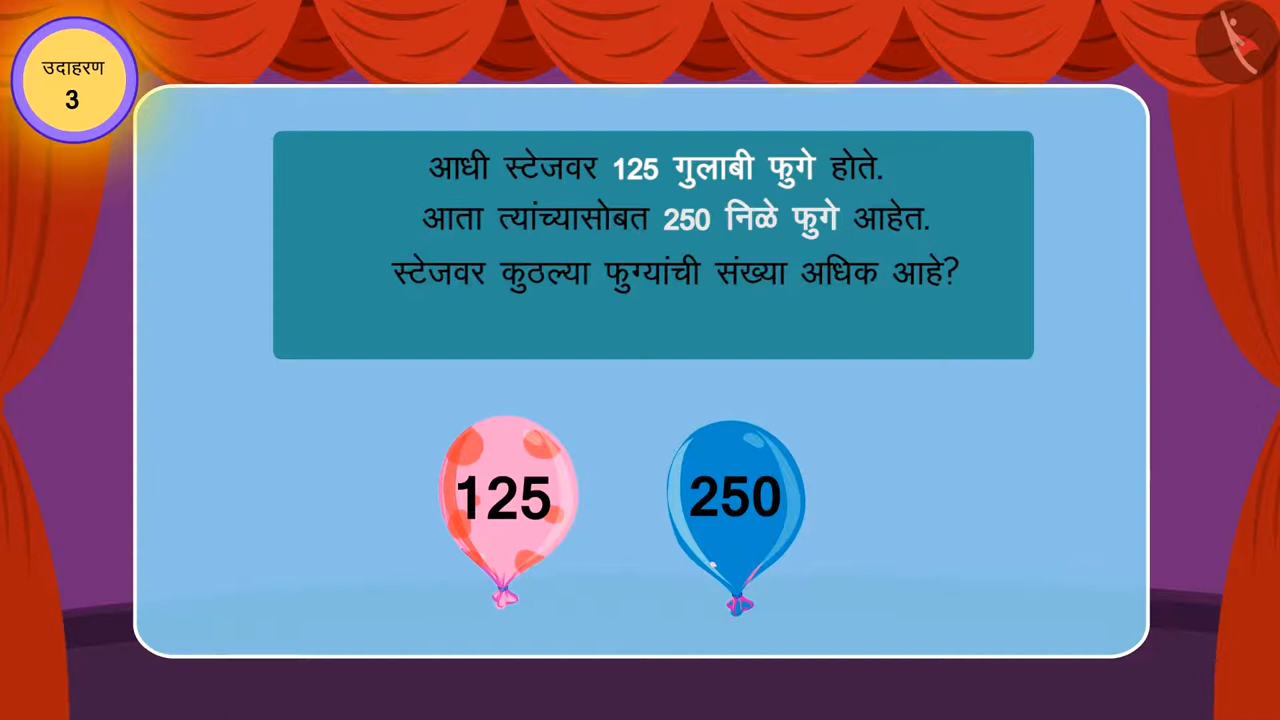 उदाहरण
3
आधी स्टेजवर 125 गुलाबी फुगे होते.
आता त्यांच्यासोबत 250 निळे फुगे आहेत.
स्टेजवर कुठल्या फुग्यांची संख्या अधिक आहे?
125 250